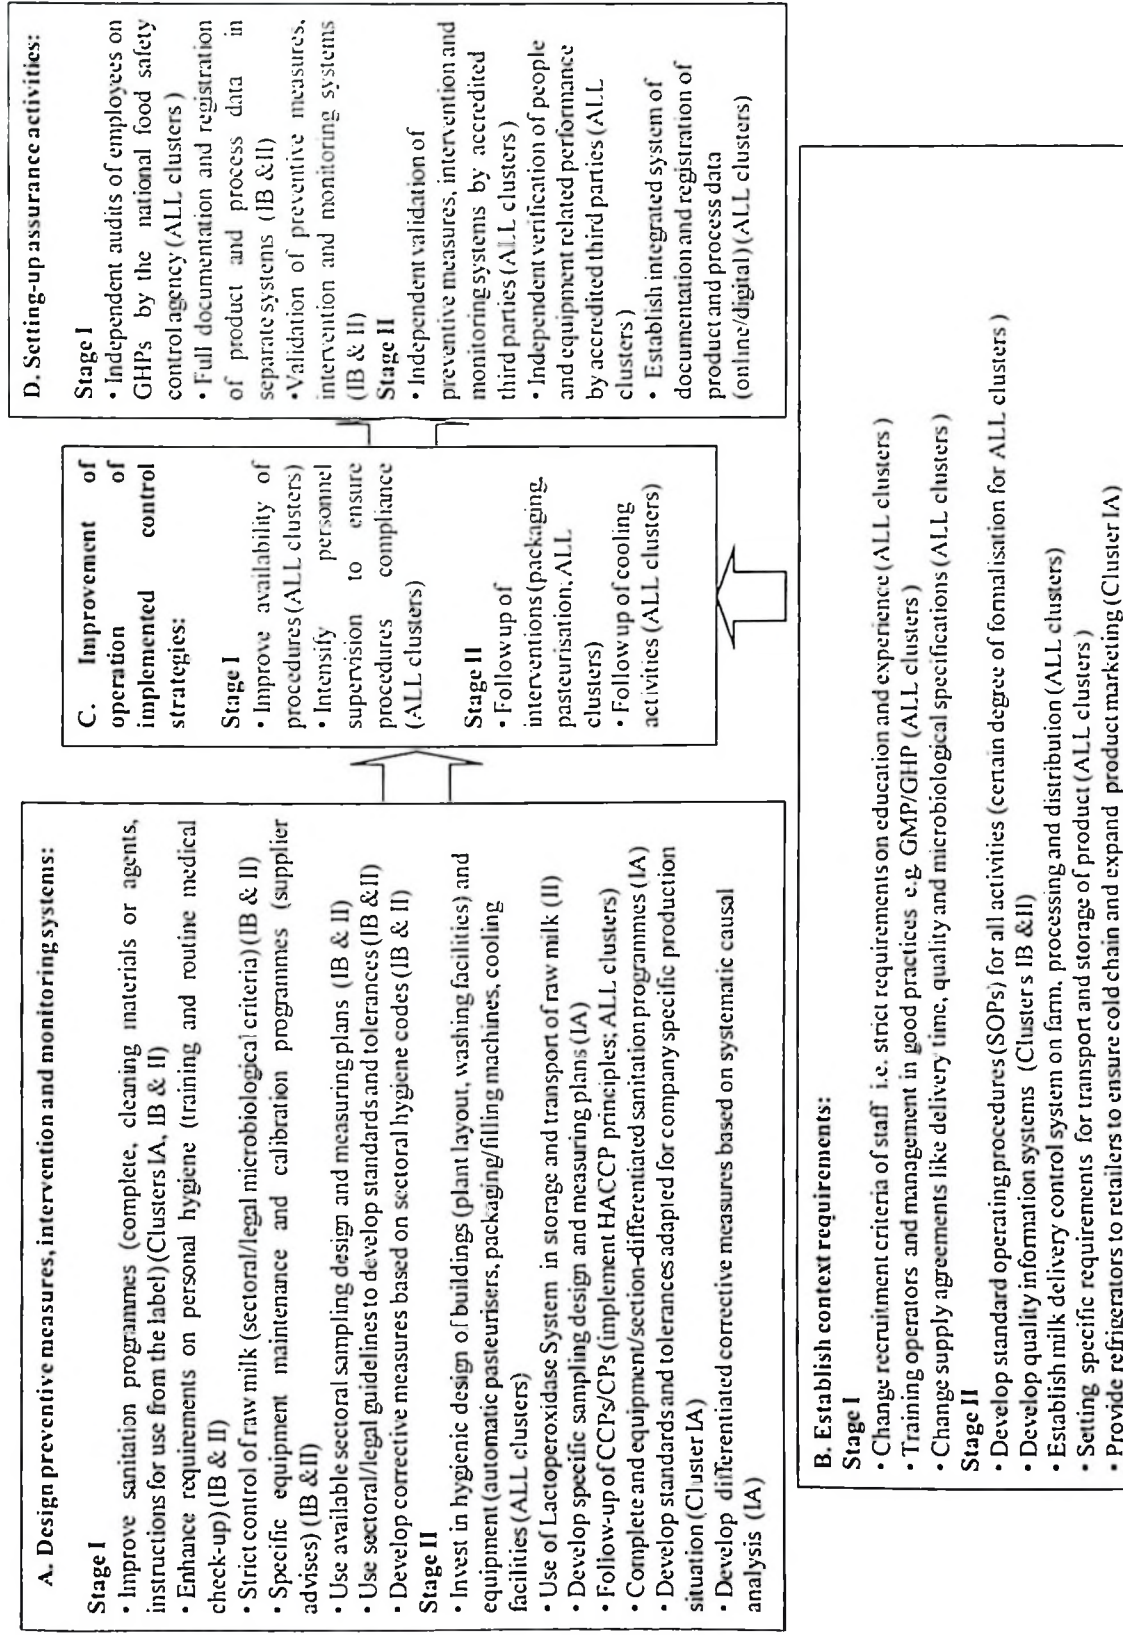 A. Design preventive measures, intervention and monitoring systems:
Stage I
• Improve sanitation programmes (complete, cleaning materials or agents,
instructions for use from the label) (Clusters IA, IB & II)
• Enhance requirements on personal hygiene (training and routine medical
check-up) (IB & II)
• Strict control of raw milk (sectoral/legal microbiological criteria) (IB & II)
• Specific equipment maintenance and calibration programmes (supplier
advises) (IB &II)
• Use available sectoral sampling design and measuring plans (IB & II)
• Use sectoral/legal guidelines to develop standards and tolerances (IB &II)
• Develop corrective measures based on sectoral hygiene codes (IB & II)
Stage II
• Invest in hygienic design of buildings (plant layout, washing facilities) and
equipment (automatic pasteurisers, packaging/filling machines, cooling
facilities (ALL clusters)
• Use of Lactoperoxidase System in storage and transport of raw milk (II)
• Develop specific sampling design and measuring plans (IA)
• Follow-up of CCPs/CPs (implement HACCP principles; ALL clusters)
• Complete and equipment/section-differentiated sanitation programmes (IA)
• Develop standards and tolerances adapted for company specific production
situation (Cluster IA)
• Develop differentiated corrective measures based on systematic causal
analysis (IA)
C. Improvement of
operation of
implemented control
strategies:
Stage I
• Improve availability of
procedures (ALL clusters)
• Intensify personnel
supervision to ensure
procedures compliance
(ALL clusters)
Stage II
• Follow up of
interventions (packaging,
pasteurisation; ALL
clusters)
• Follow up of cooling
activities (ALL clusters)
D. Setting-up assurance activities:
Stage I
• Independent audits of employees on
GHPs by the national food safety
control agency (ALL clusters)
• Full documentation and registration
of product and process data in
separate systems (IB &II)
• Validation of preventive measures,
intervention and monitoring systems
(IB & II)
Stage II
• Independent validation of
preventive measures, intervention and
monitoring systems by accredited
third parties (ALL clusters)
• Independent verification of people
and equipment related performance
by accredited third parties (ALL
clusters)
• Establish integrated system of
documentation and registration of
product and process data
(online/digital) (ALL clusters)
B. Establish context requirements:
Stage I
• Change recruitment criteria of staff i.e. strict requirements on education and experience (ALL clusters)
• Training operators and management in good practices e.g. GMP/GHP (ALL clusters)
• Change supply agreements like delivery time, quality and microbiological specifications (ALL clusters)
Stage II
• Develop standard operating procedures (SOPs) for all activities (certain degree of formalisation for ALL clusters)
• Develop quality information systems (Clusters IB &II)
• Establish milk delivery control system on farm, processing and distribution (ALL clusters)
• Setting specific requirements for transport and storage of product (ALL clusters)
• Provide refrigerators to retailers to ensure cold chain and expand product marketing (Cluster IA)